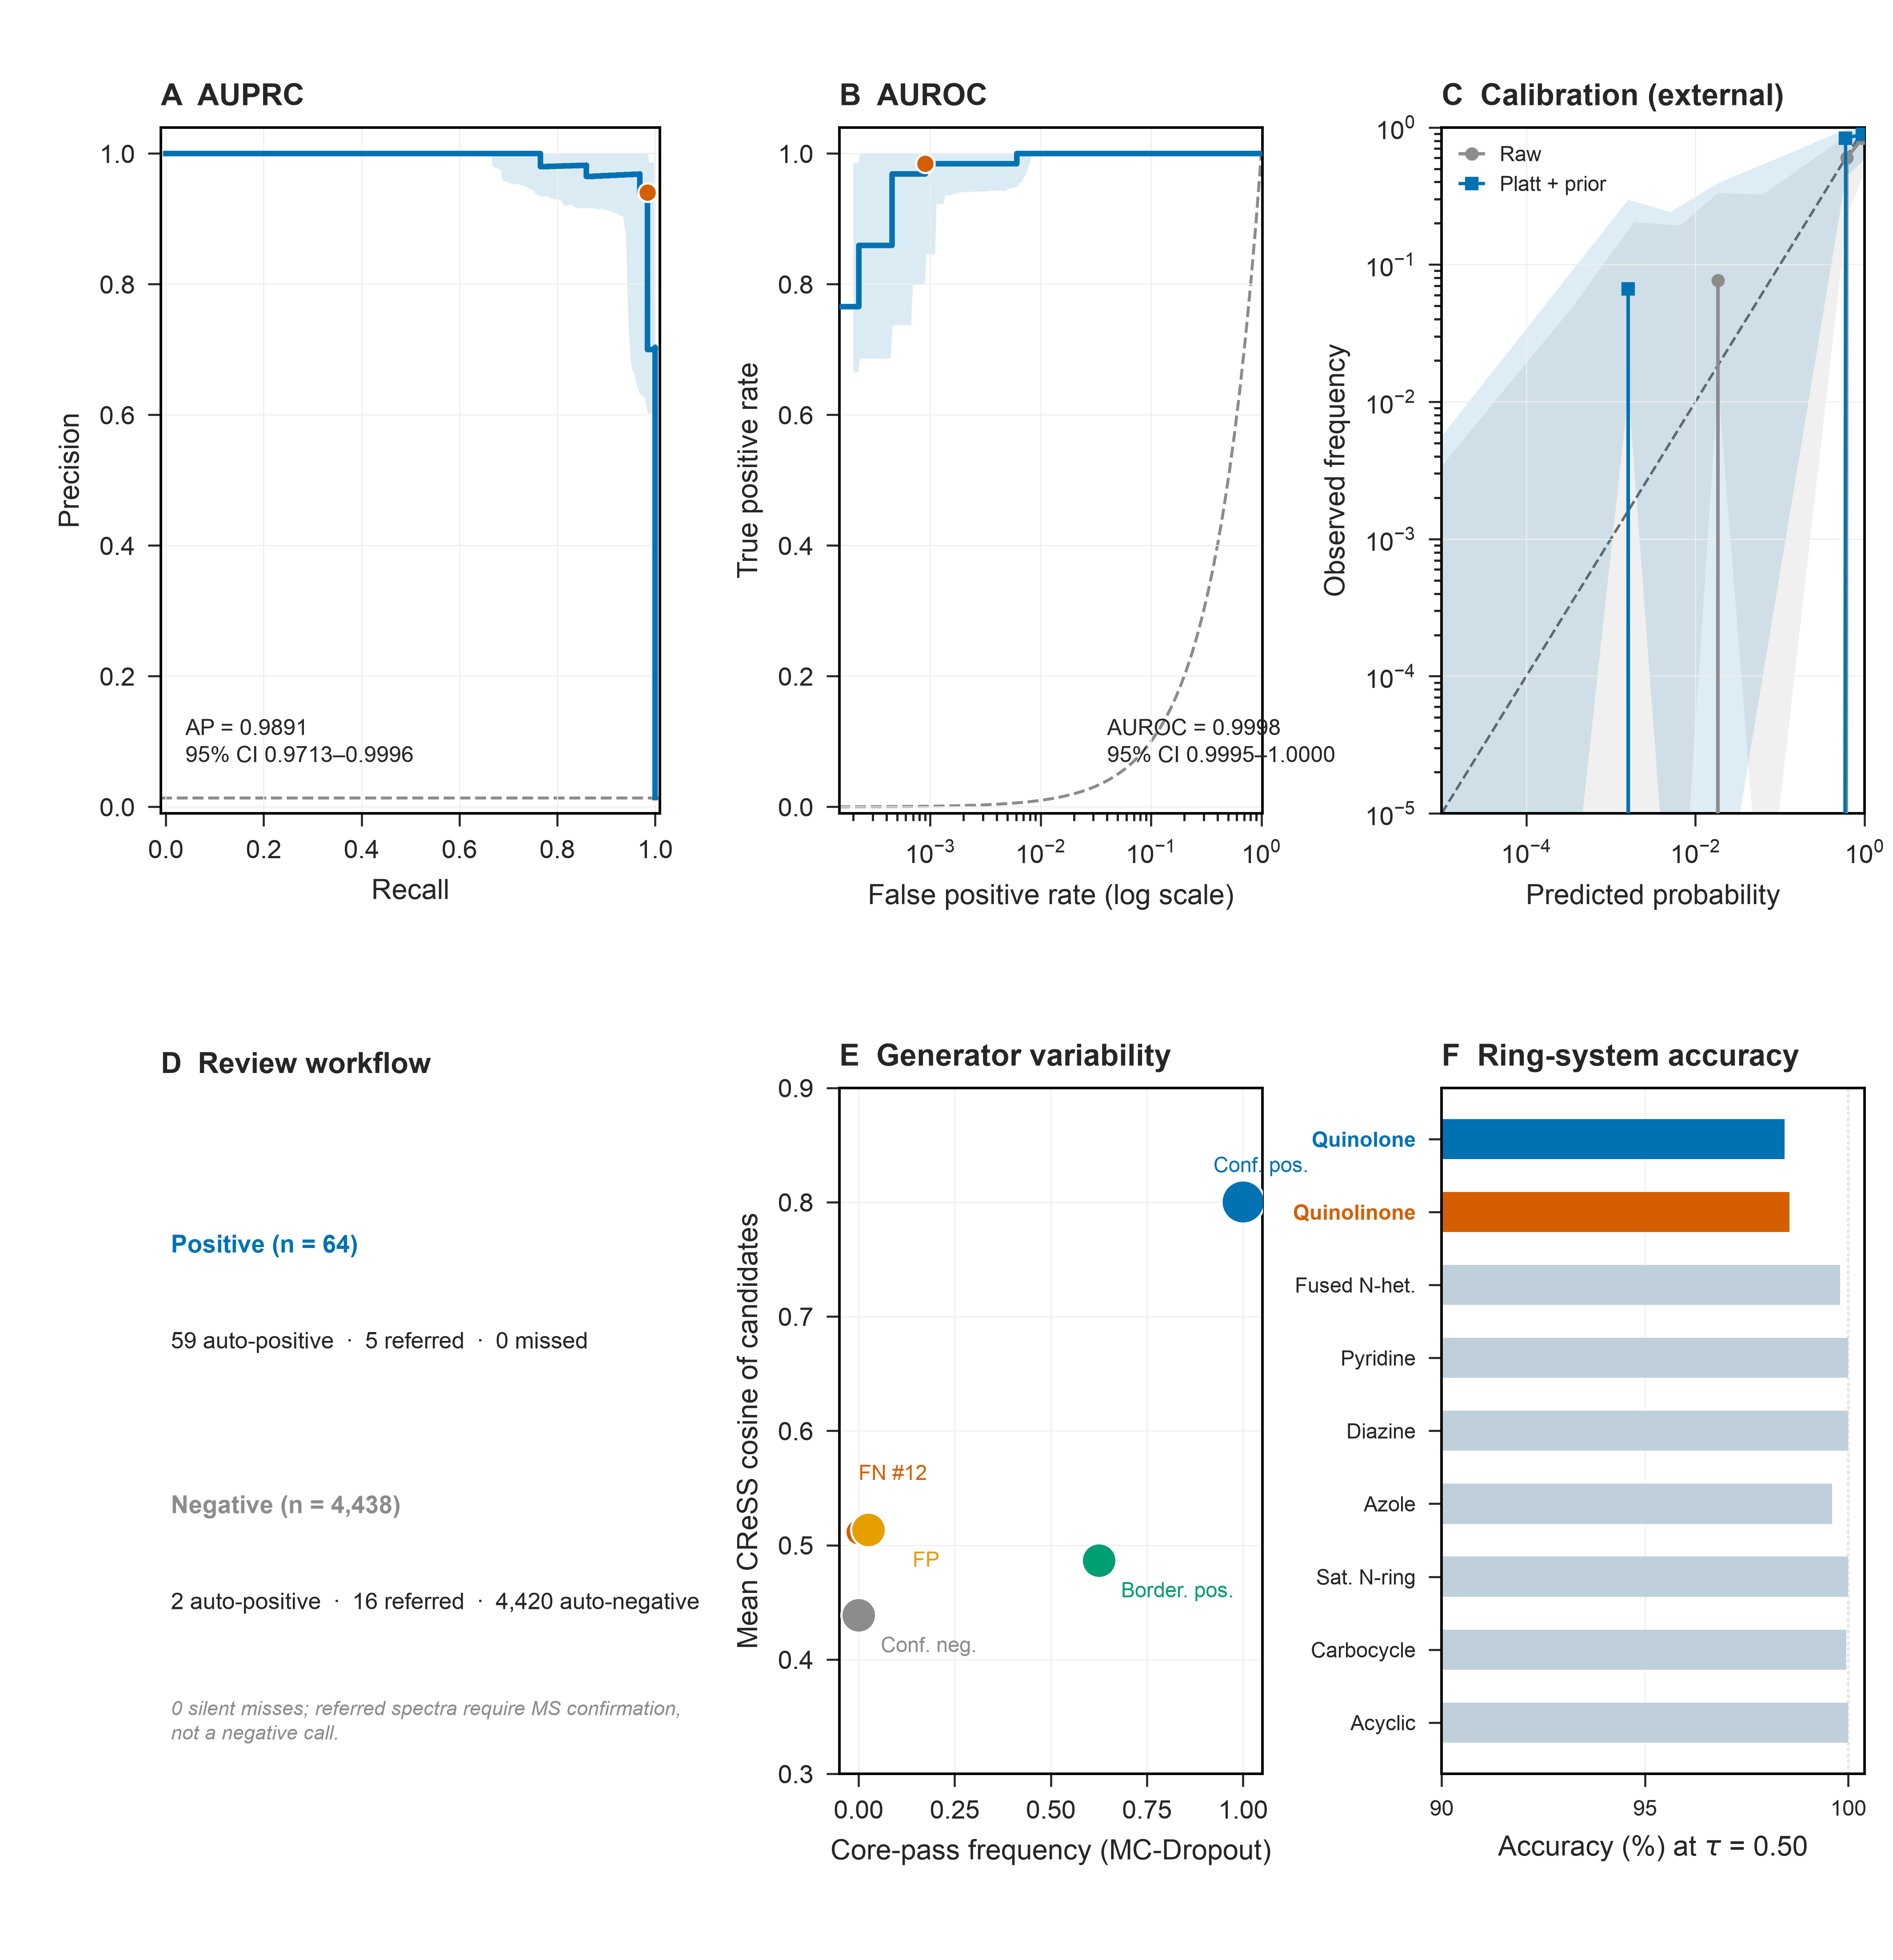 A AUPRC
1.0
0.8
0.6
0.4
0.2
0.0
Precision
AP = 0.9891
95% CI 0.9713–0.9996
0.0 0.2 0.4 0.6 0.8 1.0
Recall
B AUROC
1.0
0.8
0.6
0.4
0.2
0.0
True positive rate
AUROC = 0.9998
95% CI 0.9995–1.0000
10⁻³ 10⁻² 10⁻¹ 10⁰
False positive rate (log scale)
C Calibration (external)
Raw
Platt + prior
10⁰
10⁻¹
10⁻²
10⁻³
10⁻⁴
10⁻⁵
Observed frequency
10⁻⁴ 10⁻² 10⁰
Predicted probability
D Review workflow
Positive (n = 64)
59 auto-positive · 5 referred · 0 missed
Negative (n = 4,438)
2 auto-positive · 16 referred · 4,420 auto-negative
0 silent misses; referred spectra require MS confirmation,
not a negative call.
E Generator variability
0.9
0.8
0.7
0.6
0.5
0.4
0.3
Mean CReSS cosine of candidates
Conf. pos.
FN #12
FP
Border. pos.
Conf. neg.
0.00 0.25 0.50 0.75 1.00
Core-pass frequency (MC-Dropout)
F Ring-system accuracy
Quinolone
Quinolinone
Fused N-het.
Pyridine
Diazine
Azole
Sat. N-ring
Carbocycle
Acyclic
90 95 100
Accuracy (%) at τ = 0.50